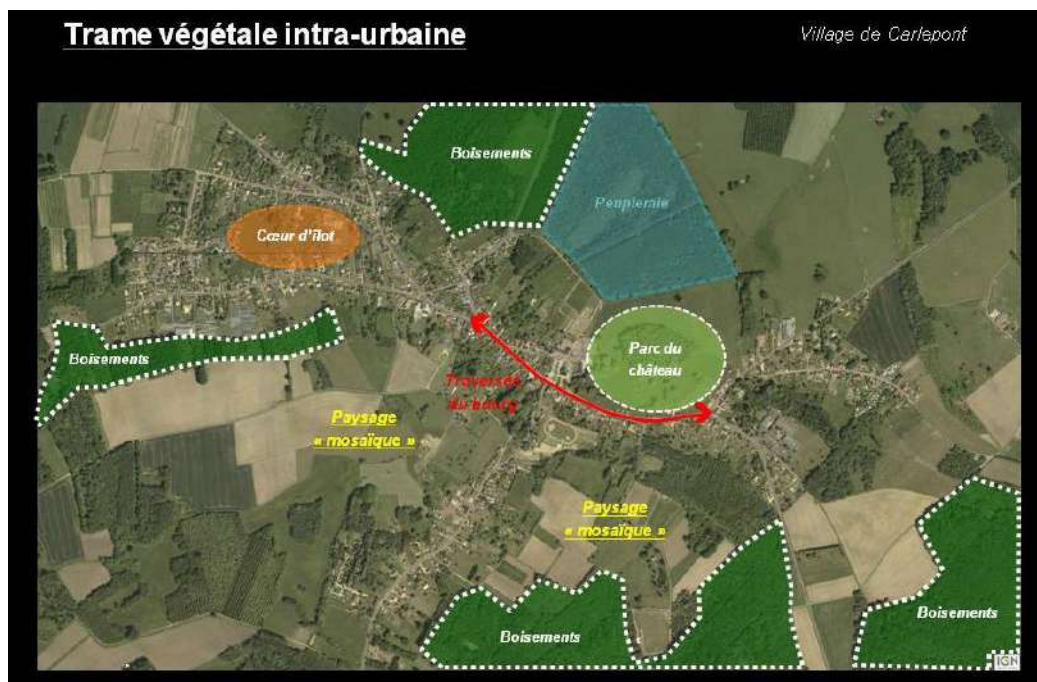 Trame végétale intra-urbaine
Village de Carlepont
Boisements
Peupleraie
Cœur d'îlot
Boisements
Parc du
château
Traversée
du bourg
Paysage
« mosaïque »
Paysage
« mosaïque »
Boisements
Boisements
IGN